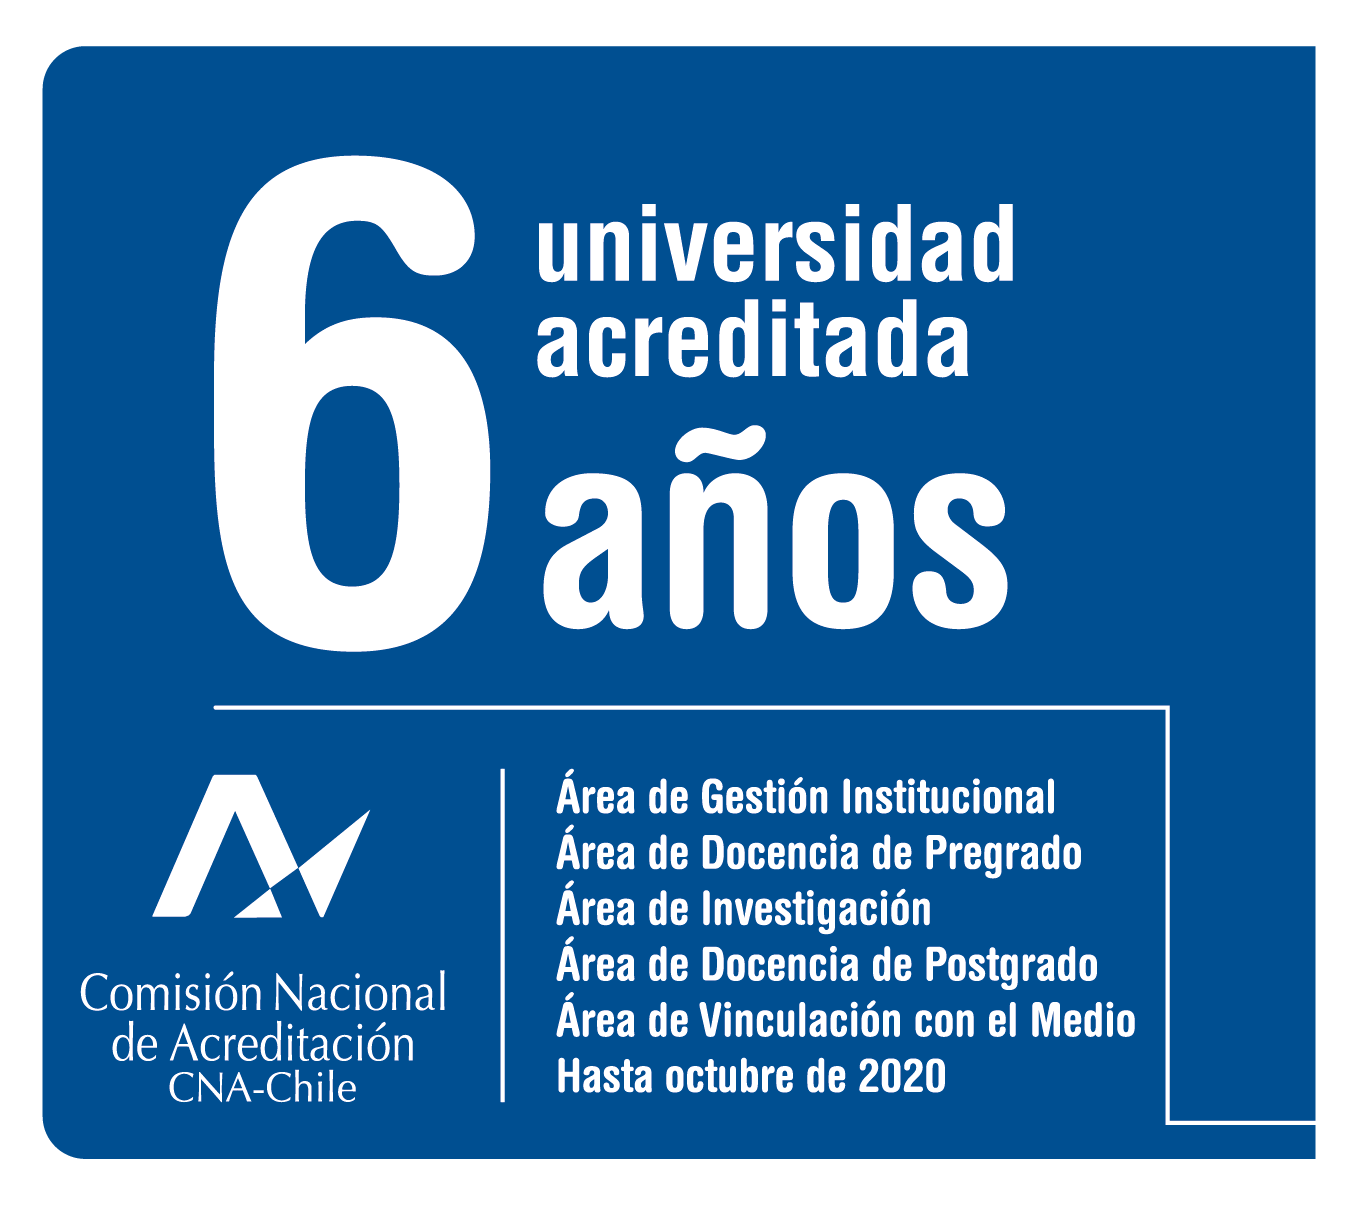 6
universidad
acreditada
años
Comisión Nacional
de Acreditación
CNA-Chile
Área de Gestión Institucional
Área de Docencia de Pregrado
Área de Investigación
Área de Docencia de Postgrado
Área de Vinculación con el Medio
Hasta octubre de 2020